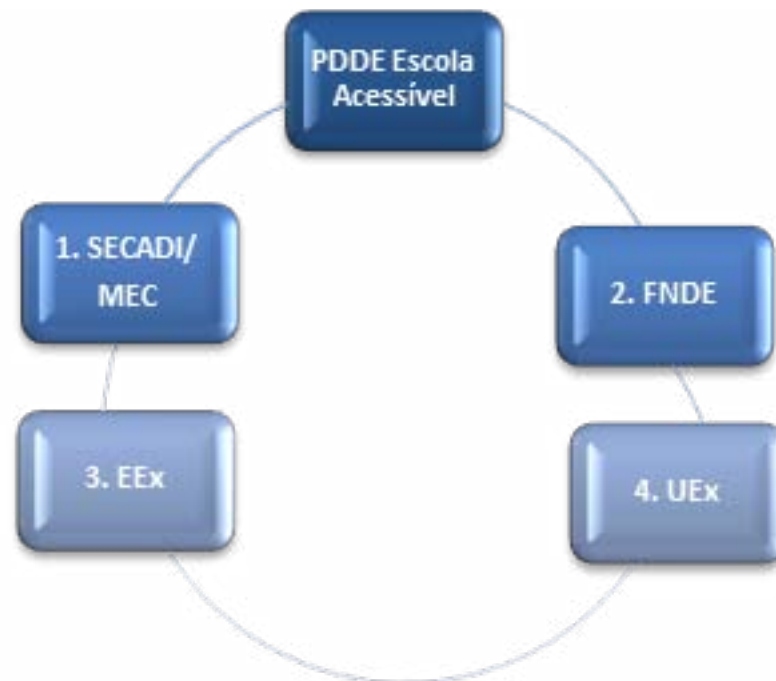 PDDE Escola
Acessível
1. SECADI/
MEC
2. FNDE
3. EEx
4. UEx